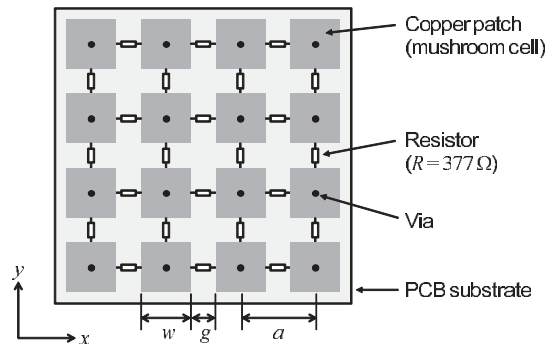 Copper patch
(mushroom cell)
Resistor
(R = 377 Ω)
Via
PCB substrate
y
x
w
g
a